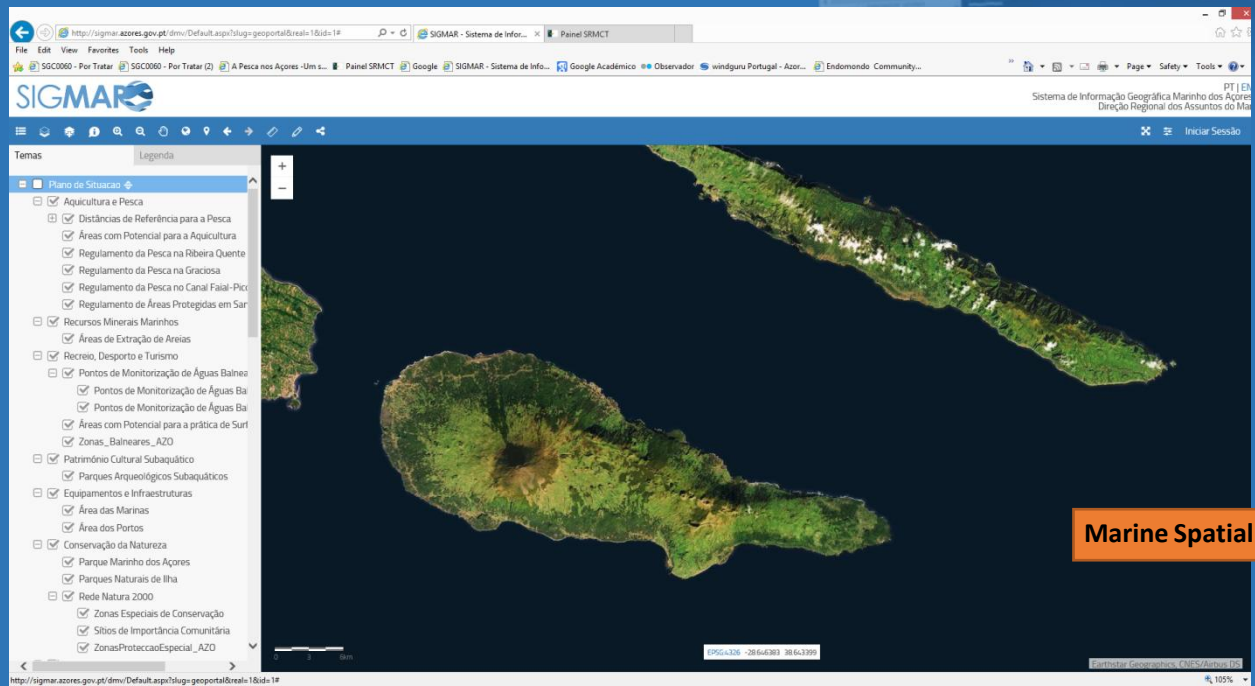 http://sigmar.azores.gov.pt/dmv/Default.aspx?slug=geoportal&real=1&id=1#
SIGMAR - Sistema de Infor...
Painel SRMCT
File Edit View Favorites Tools Help
SGC0060 - Por Tratar
SGC0060 - Por Tratar (2)
A Pesca nos Açores -Um s...
Painel SRMCT
Google
SIGMAR - Sistema de Info...
Google Académico
Observador
windguru Portugal - Azor...
Endomondo Community...
»
Page
Safety
Tools
SIGMAR
PT | EN
Sistema de Informação Geográfica Marinho dos Açores
Direção Regional dos Assuntos do Mar
Iniciar Sessão
Temas
Legenda
Plano de Situacao
Aquicultura e Pesca
Distâncias de Referência para a Pesca
Áreas com Potencial para a Aquicultura
Regulamento da Pesca na Ribeira Quente
Regulamento da Pesca na Graciosa
Regulamento da Pesca no Canal Faial-Pico
Regulamento de Áreas Protegidas em San
Recursos Minerais Marinhos
Áreas de Extração de Areias
Recreio, Desporto e Turismo
Pontos de Monitorização de Águas Balnea
Pontos de Monitorização de Águas Bal
Pontos de Monitorização de Águas Bal
Áreas com Potencial para a prática de Surf
Zonas_Balneares_AZO
Património Cultural Subaquático
Parques Arqueológicos Subaquáticos
Equipamentos e Infraestruturas
Área das Marinas
Área dos Portos
Conservação da Natureza
Parque Marinho dos Açores
Parques Naturais de Ilha
Rede Natura 2000
Zonas Especiais de Conservação
Sítios de Importância Comunitária
ZonasProteccaoEspecial_AZO
+
−
Marine Spatial
0 3 6km
EPSG:4326 -28.646383 38.643399
Earthstar Geographics, CNES/Airbus DS
http://sigmar.azores.gov.pt/dmv/Default.aspx?slug=geoportal&real=1&id=1#
105%